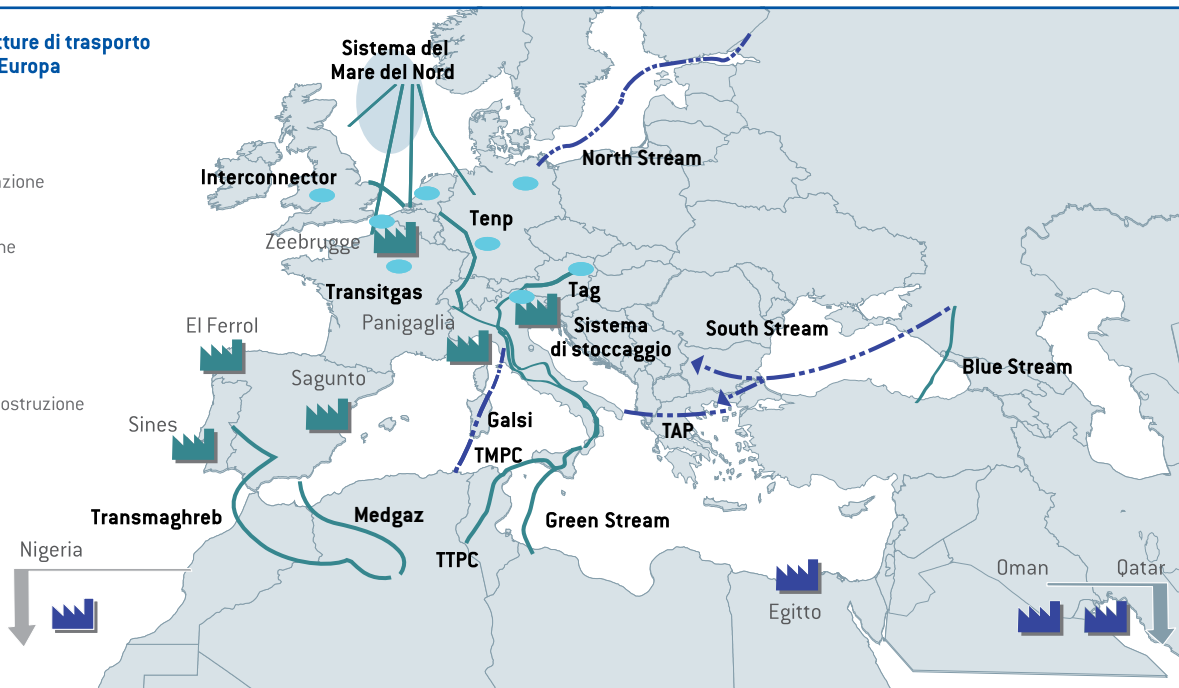 tture di trasporto
Europa
Sistema del
Mare del Nord
North Stream
Interconnector
azione
Tenp
Zeebrugge
ne
Tag
Transitgas
Panigaglia
El Ferrol
Sistema
di stoccaggio
South Stream
Blue Stream
Sagunto
ostruzione
Sines
Galsi
TAP
TMPC
Transmaghreb
Medgaz
Green Stream
Nigeria
TTPC
Oman
Qatar
Egitto